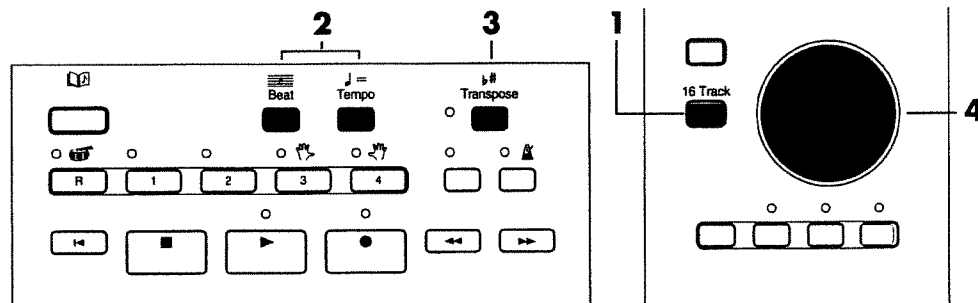 2 3 1
♭♯
♩ =
Beat Tempo Transpose 16 Track
4
R 1 2 3 4